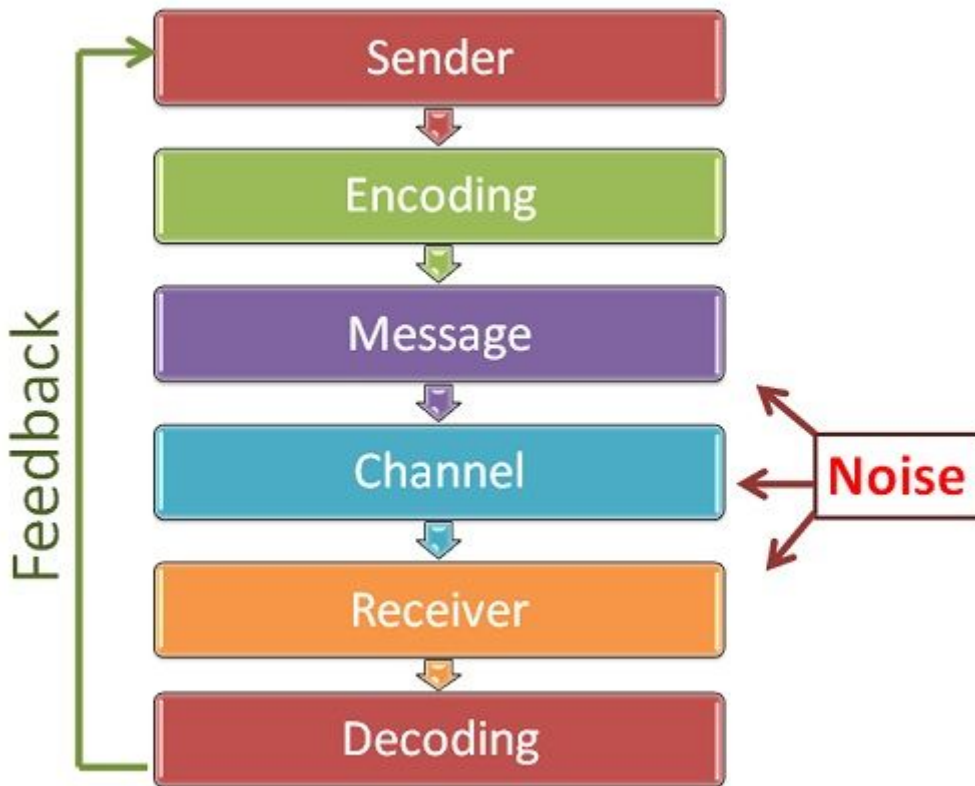 Sender
Encoding
Message
Channel
Receiver
Decoding
Feedback
Noise